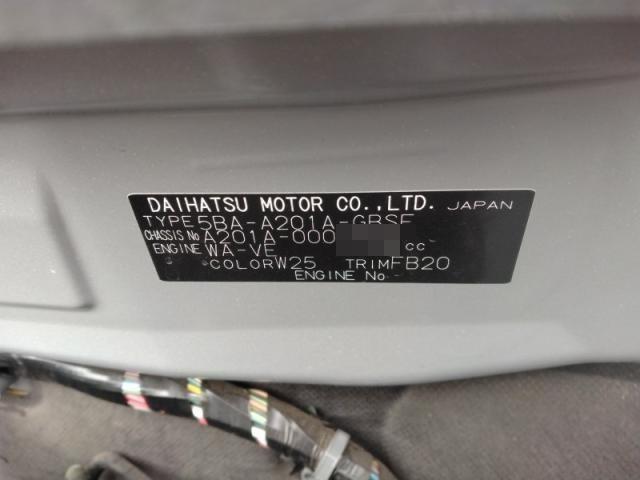 DAIHATSU MOTOR CO.,LTD. JAPAN
TYPE 5BA-A201A-GBSF
CHASSIS No A201A-000
ENGINE WA-VE cc
COLOR W25 TRIM FB20
ENGINE No